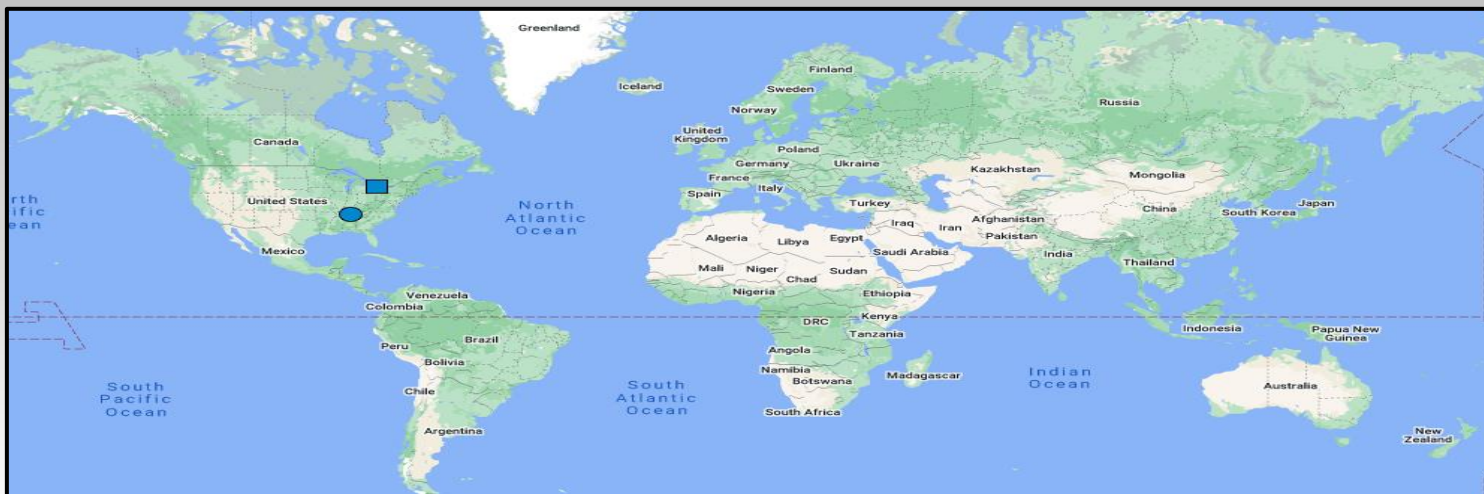 Greenland
Iceland
Finland
Sweden
Norway
Russia
United
Kingdom
Canada
Poland
Germany
Ukraine
Kazakhstan
Mongolia
France
Italy
Spain
United States
Turkey
China
Japan
South Korea
North
Atlantic
Ocean
rth
ific
ean
Iraq
Iran
Afghanistan
Pakistan
Algeria
Libya
Egypt
Saudi Arabia
Mexico
India
Thailand
Mali
Niger
Chad
Sudan
Nigeria
Ethiopia
Venezuela
Colombia
DRC
Kenya
Tanzania
Indonesia
Papua New
Guinea
Peru
Brazil
Angola
Bolivia
Namibia
Botswana
Madagascar
Indian
Ocean
South
Pacific
Ocean
South
Atlantic
Ocean
Chile
Australia
South Africa
Argentina
New
Zealand